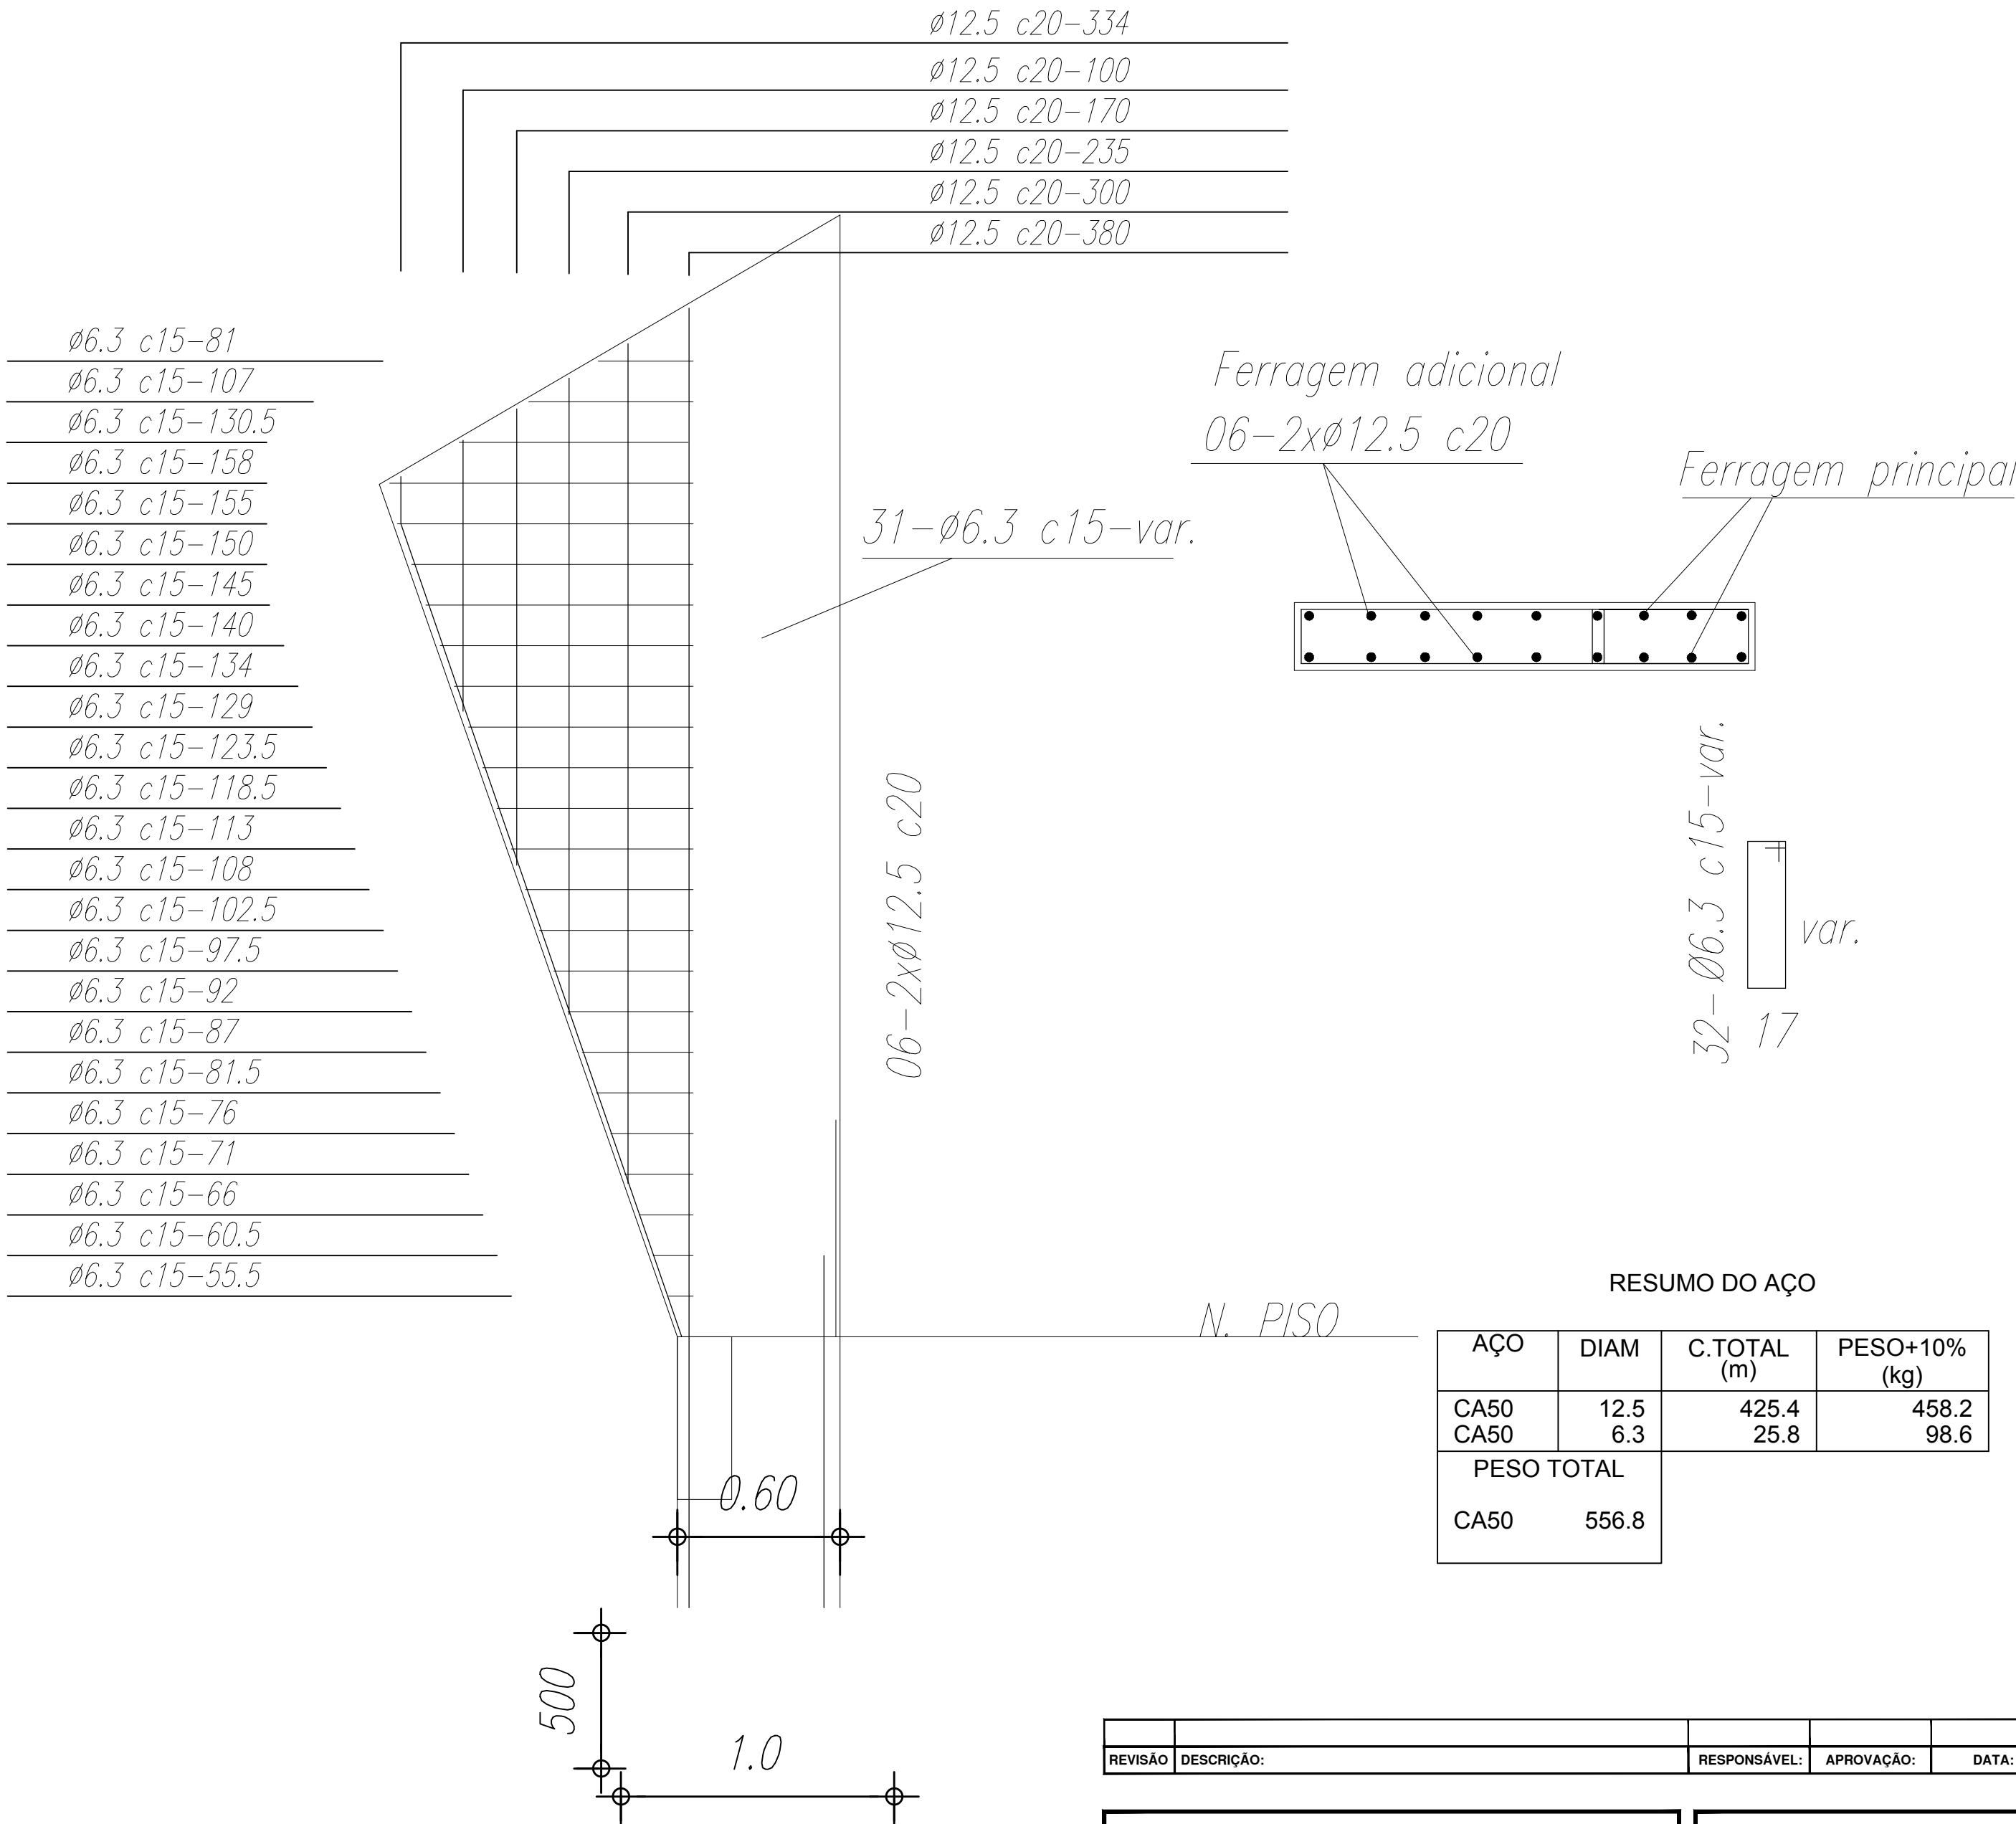 ø12.5 c20-334
ø12.5 c20-100
ø12.5 c20-170
ø12.5 c20-235
ø12.5 c20-300
ø12.5 c20-380
ø6.3 c15-81
ø6.3 c15-107
ø6.3 c15-130.5
ø6.3 c15-158
ø6.3 c15-155
ø6.3 c15-150
ø6.3 c15-145
ø6.3 c15-140
ø6.3 c15-134
ø6.3 c15-129
ø6.3 c15-123.5
ø6.3 c15-118.5
ø6.3 c15-113
ø6.3 c15-108
ø6.3 c15-102.5
ø6.3 c15-97.5
ø6.3 c15-92
ø6.3 c15-87
ø6.3 c15-81.5
ø6.3 c15-76
ø6.3 c15-71
ø6.3 c15-66
ø6.3 c15-60.5
ø6.3 c15-55.5
Ferragem adicional
06-2xø12.5 c20
Ferragem principal
31-ø6.3 c15-var.
06-2xø12.5 c20
32-Ø6.3 c15-var.
var.
17
N. PISO
0.60
500
1.0
RESUMO DO AÇO
AÇO DIAM C.TOTAL (m) PESO+10% (kg)
CA50 12.5 425.4 458.2
CA50 6.3 25.8 98.6
PESO TOTAL
CA50 556.8
REVISÃO DESCRIÇÃO: RESPONSÁVEL: APROVAÇÃO: DATA: